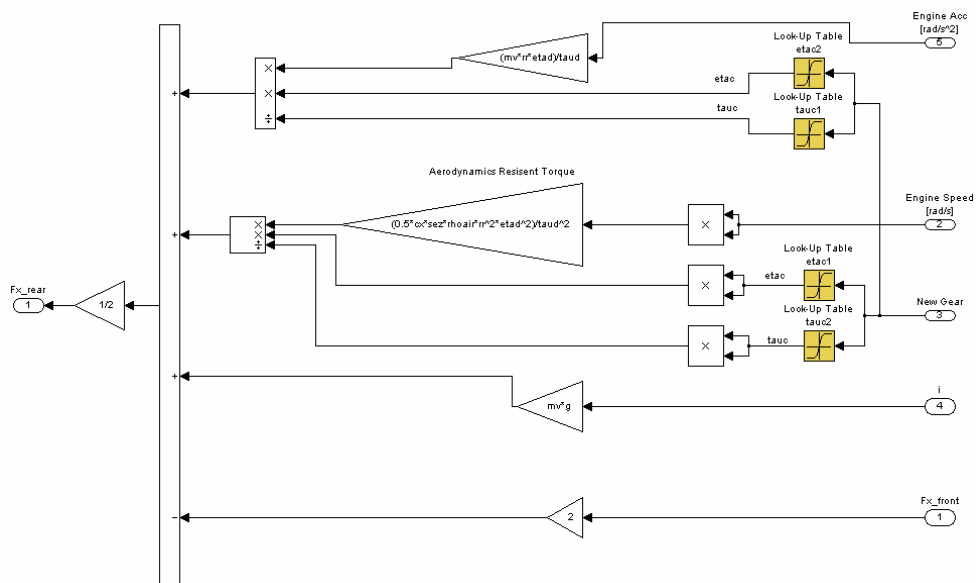 Engine Acc
[rad/s^2]
5
Look-Up Table
etac2
(mv*rr*etad)/taud
×
etac
×
+
Look-Up Table
tauc1
tauc
÷
Aerodynamics Resisent Torque
Engine Speed
[rad/s]
2
(0.5*cx*sez*rhoair*rr^2*etad^2)/taud^2
×
×
×
÷
+
Look-Up Table
etac1
etac
×
Fx_rear
1
1/2
New Gear
3
Look-Up Table
tauc2
tauc
×
+
i
4
mv*g
Fx_front
1
2
−